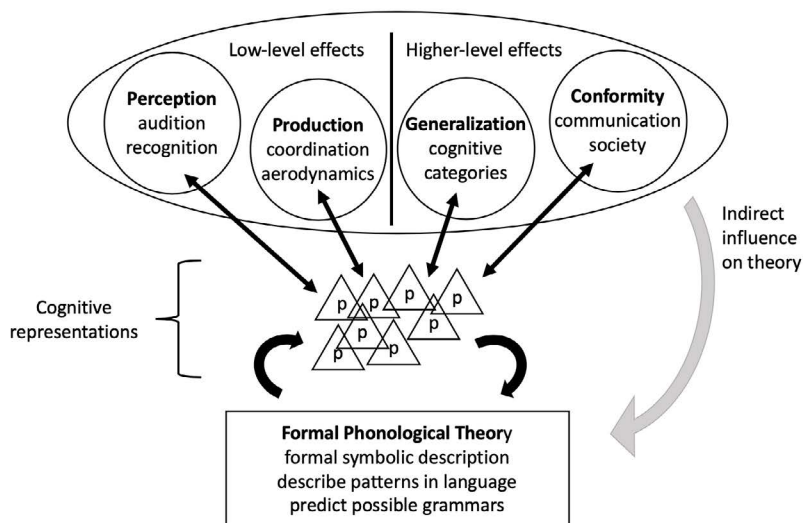 Low-level effects
Higher-level effects
Perception
audition
recognition
Production
coordination
aerodynamics
Generalization
cognitive
categories
Conformity
communication
society
Indirect
influence
on theory
Cognitive
representations
p
p
p
p
p
p
p
p
Formal Phonological Theory
formal symbolic description
describe patterns in language
predict possible grammars